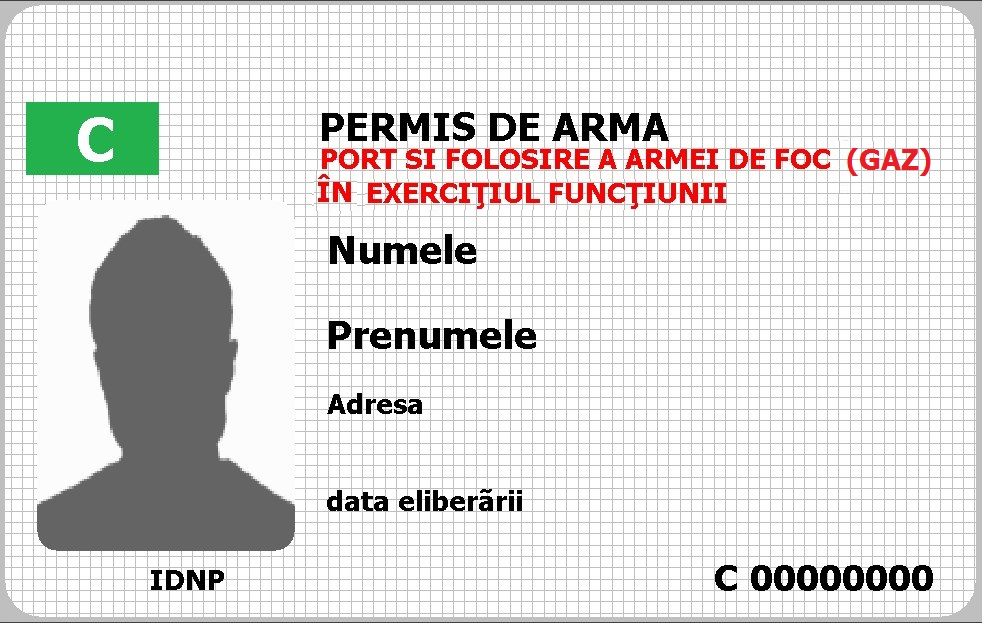 C
PERMIS DE ARMA
PORT SI FOLOSIRE A ARMEI DE FOC (GAZ)
ÎN EXERCIŢIUL FUNCŢIUNII
Numele
Prenumele
Adresa
data eliberãrii
IDNP
C 00000000